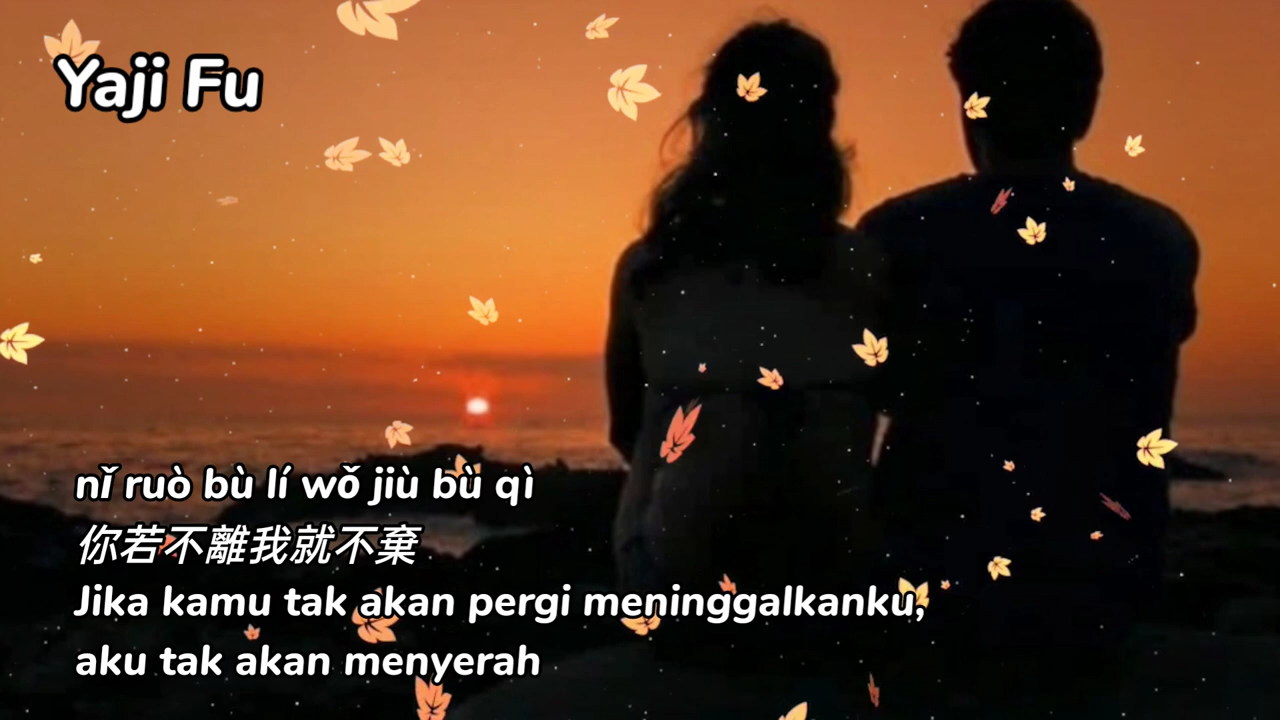 Yaji Fu
nǐ ruò bù lí wǒ jiù bù qì
你若不離我就不棄
Jika kamu tak akan pergi meninggalkanku,
aku tak akan menyerah